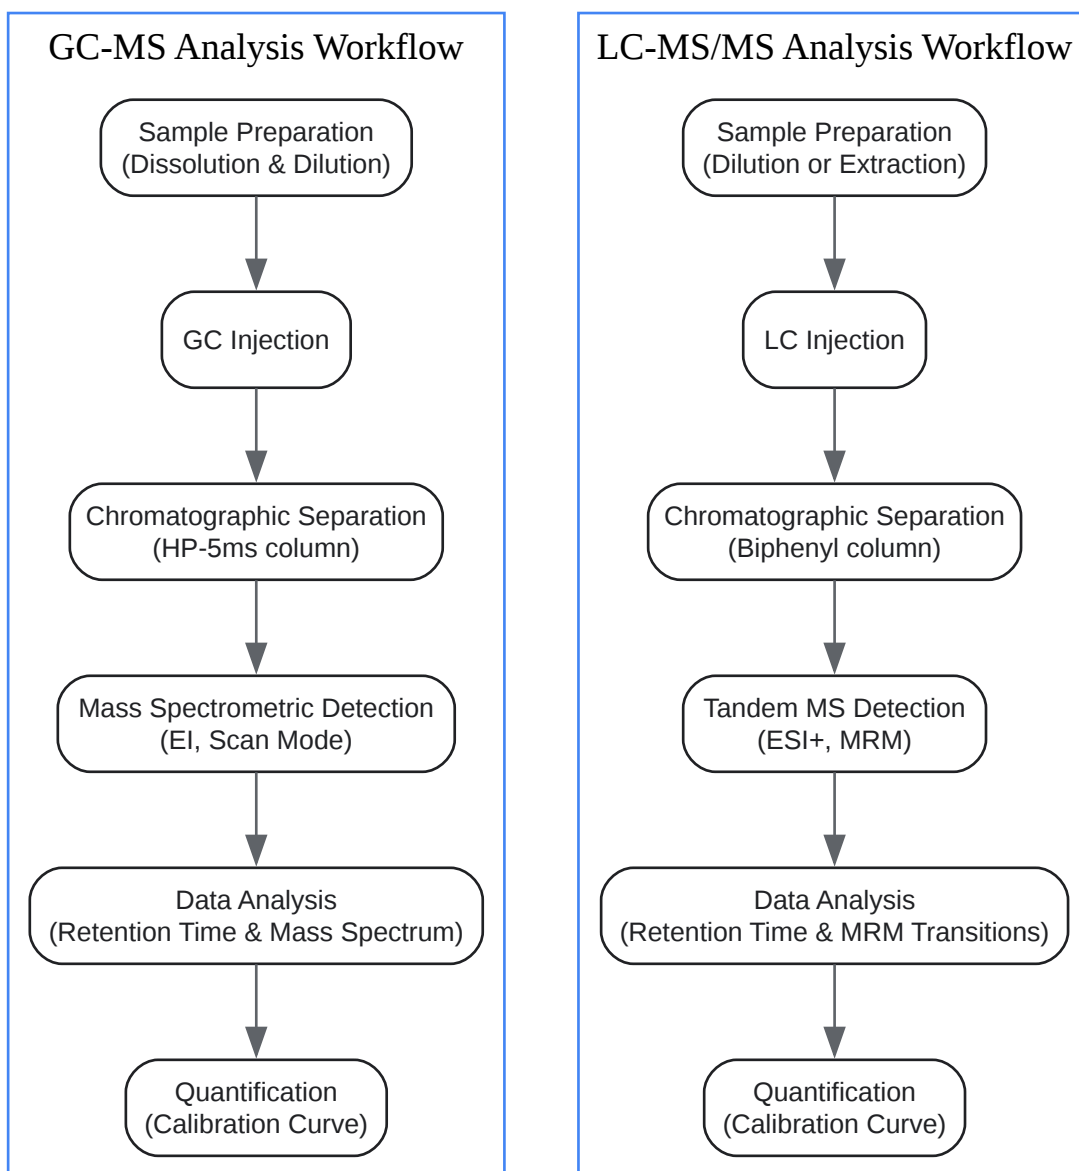 GC-MS Analysis Workflow
Sample Preparation
(Dissolution & Dilution)
GC Injection
Chromatographic Separation
(HP-5ms column)
Mass Spectrometric Detection
(EI, Scan Mode)
Data Analysis
(Retention Time & Mass Spectrum)
Quantification
(Calibration Curve)
LC-MS/MS Analysis Workflow
Sample Preparation
(Dilution or Extraction)
LC Injection
Chromatographic Separation
(Biphenyl column)
Tandem MS Detection
(ESI+, MRM)
Data Analysis
(Retention Time & MRM Transitions)
Quantification
(Calibration Curve)